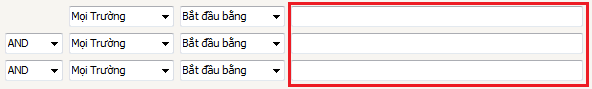 Mọi Trường Bắt đầu bằng
AND Mọi Trường Bắt đầu bằng
AND Mọi Trường Bắt đầu bằng